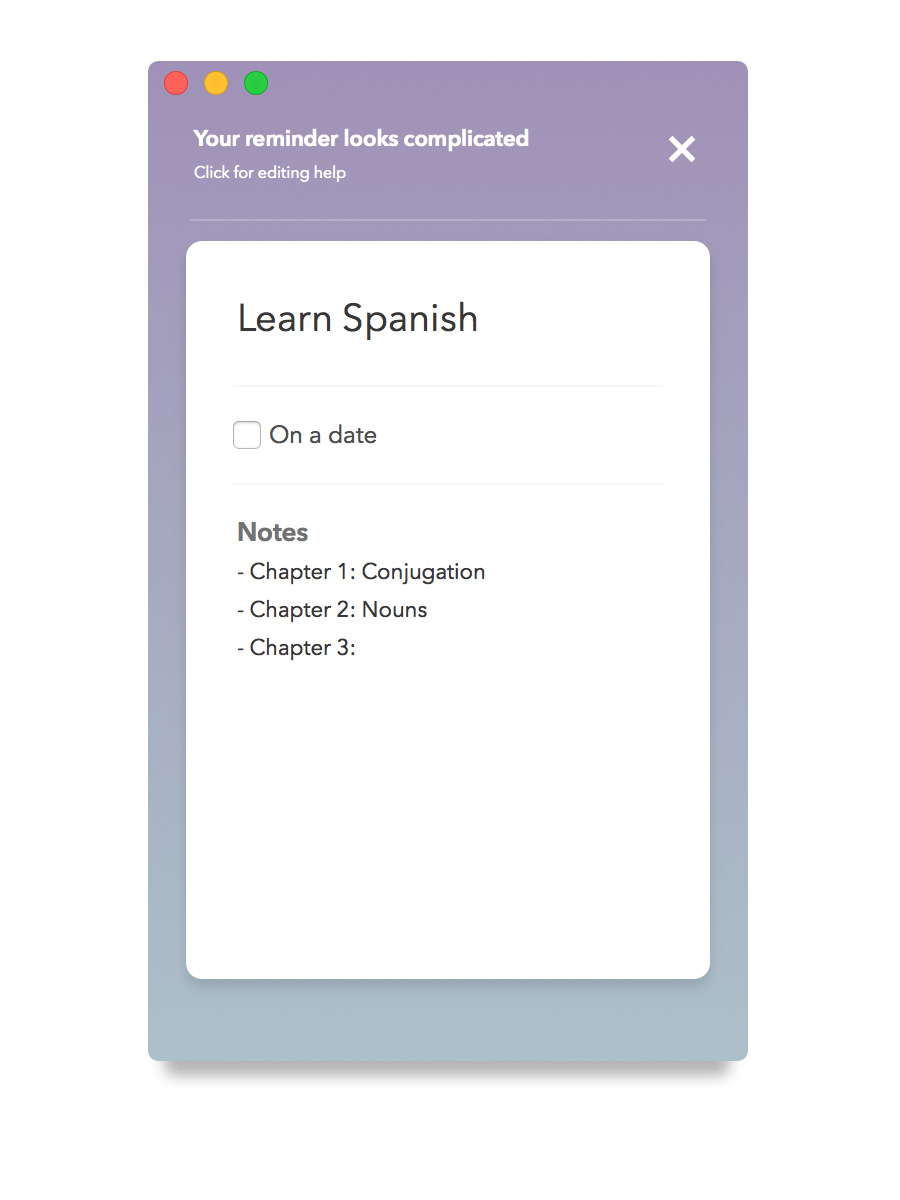 Your reminder looks complicated
Click for editing help
Learn Spanish
On a date
Notes
- Chapter 1: Conjugation
- Chapter 2: Nouns
- Chapter 3: